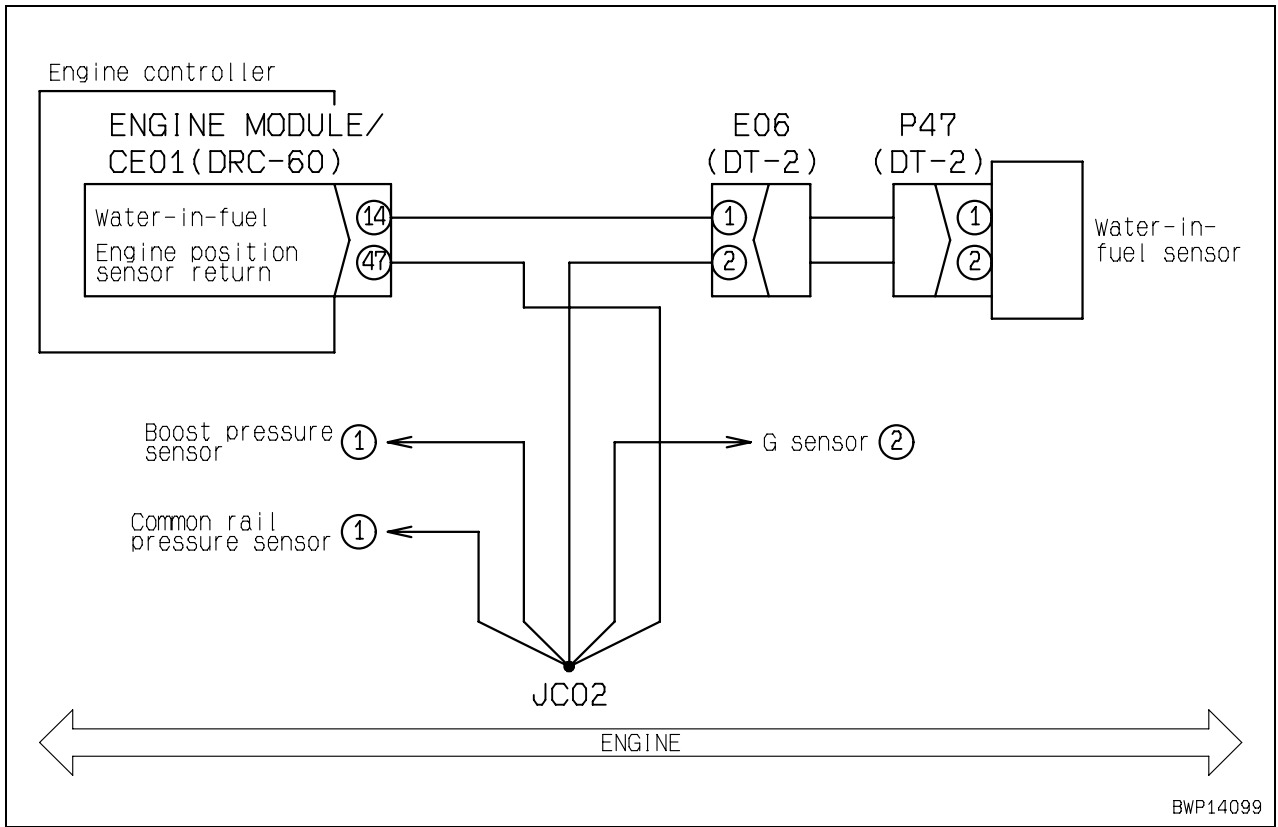 Engine controller
ENGINE MODULE/
CE01(DRC-60)
Water-in-fuel
14
Engine position
sensor return
47
E06
(DT-2)
1
2
P47
(DT-2)
1
2
Water-in-
fuel sensor
Boost pressure
sensor
1
G sensor 2
Common rail
pressure sensor
1
JC02
ENGINE
BWP14099